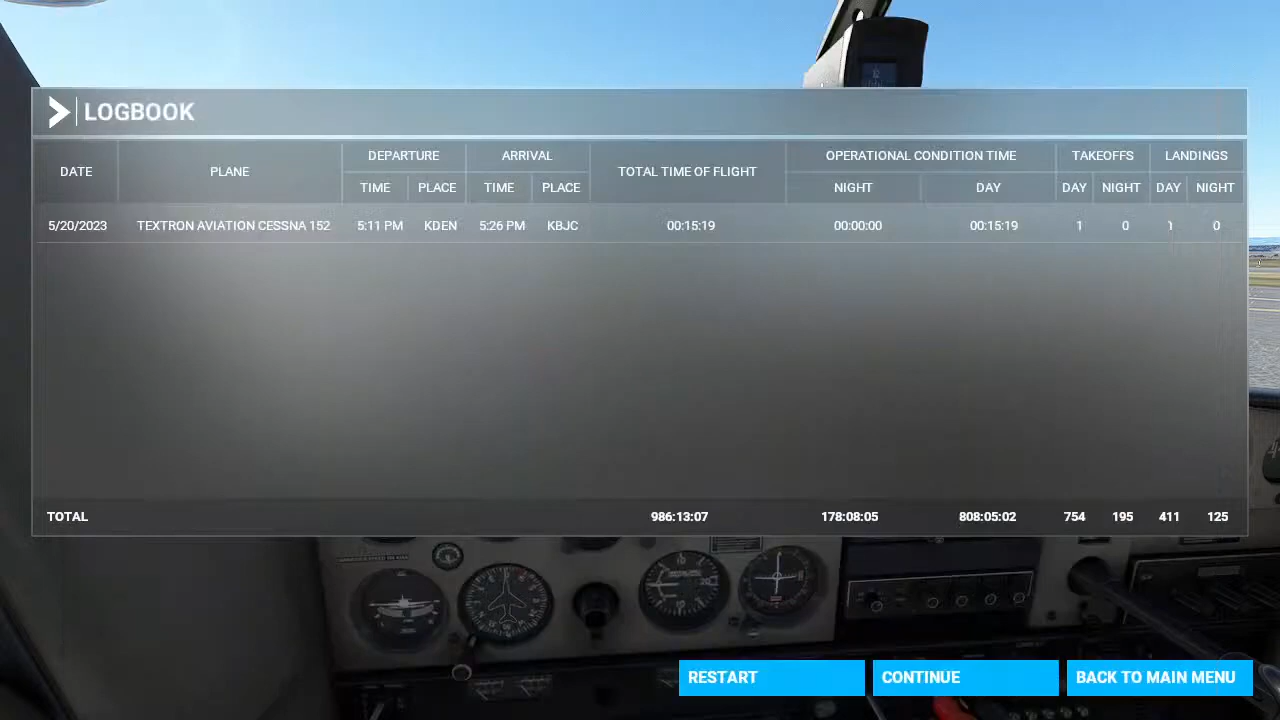 LOGBOOK
DEPARTURE ARRIVAL OPERATIONAL CONDITION TIME TAKEOFFS LANDINGS
DATE PLANE TOTAL TIME OF FLIGHT
TIME PLACE TIME PLACE NIGHT DAY DAY NIGHT DAY NIGHT
5/20/2023 TEXTRON AVIATION CESSNA 152 5:11 PM KDEN 5:26 PM KBJC 00:15:19 00:00:00 00:15:19 1 0 1 0
TOTAL 986:13:07 178:08:05 808:05:02 754 195 411 125
RESTART CONTINUE BACK TO MAIN MENU